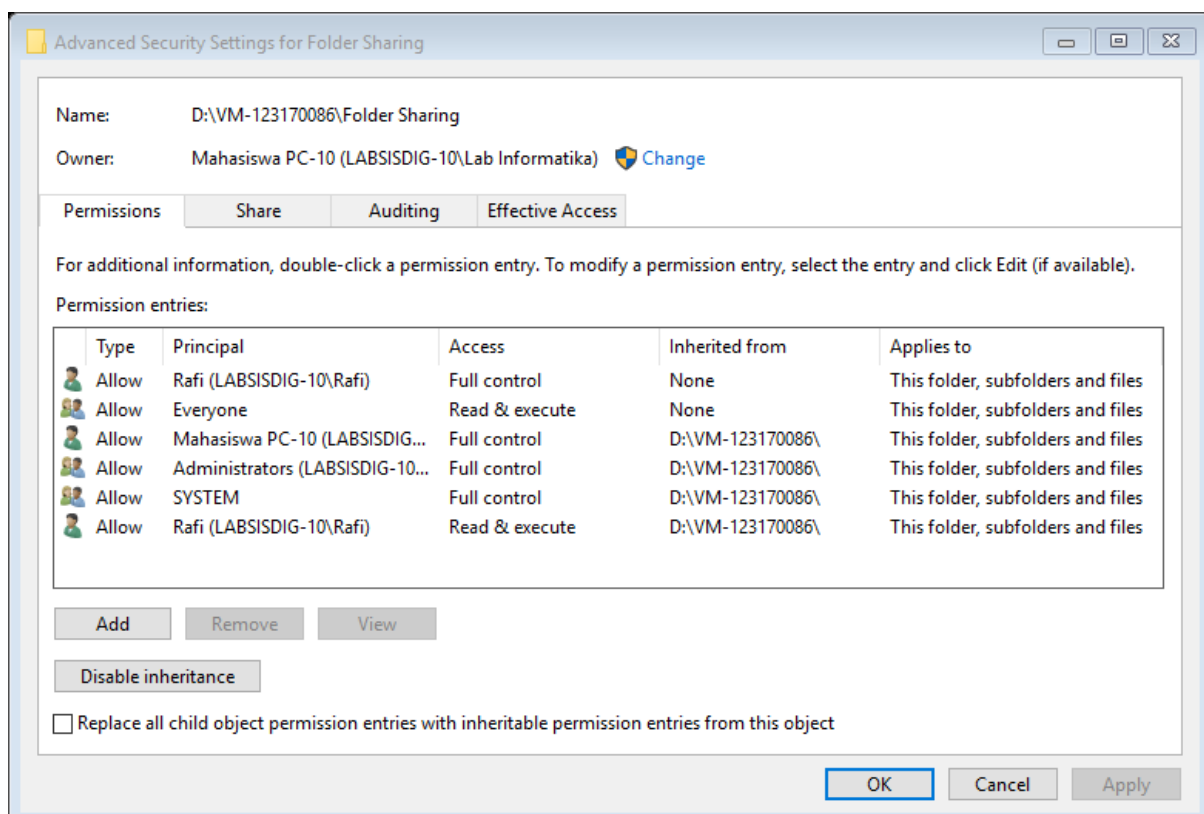 Advanced Security Settings for Folder Sharing
Name: D:\VM-123170086\Folder Sharing
Owner: Mahasiswa PC-10 (LABSISDIG-10\Lab Informatika) Change
Permissions Share Auditing Effective Access
For additional information, double-click a permission entry. To modify a permission entry, select the entry and click Edit (if available).
Permission entries:
Type Principal Access Inherited from Applies to
Allow Rafi (LABSISDIG-10\Rafi) Full control None This folder, subfolders and files
Allow Everyone Read & execute None This folder, subfolders and files
Allow Mahasiswa PC-10 (LABSISDIG... Full control D:\VM-123170086\ This folder, subfolders and files
Allow Administrators (LABSISDIG-10... Full control D:\VM-123170086\ This folder, subfolders and files
Allow SYSTEM Full control D:\VM-123170086\ This folder, subfolders and files
Allow Rafi (LABSISDIG-10\Rafi) Read & execute D:\VM-123170086\ This folder, subfolders and files
Add Remove View
Disable inheritance
Replace all child object permission entries with inheritable permission entries from this object
OK Cancel Apply